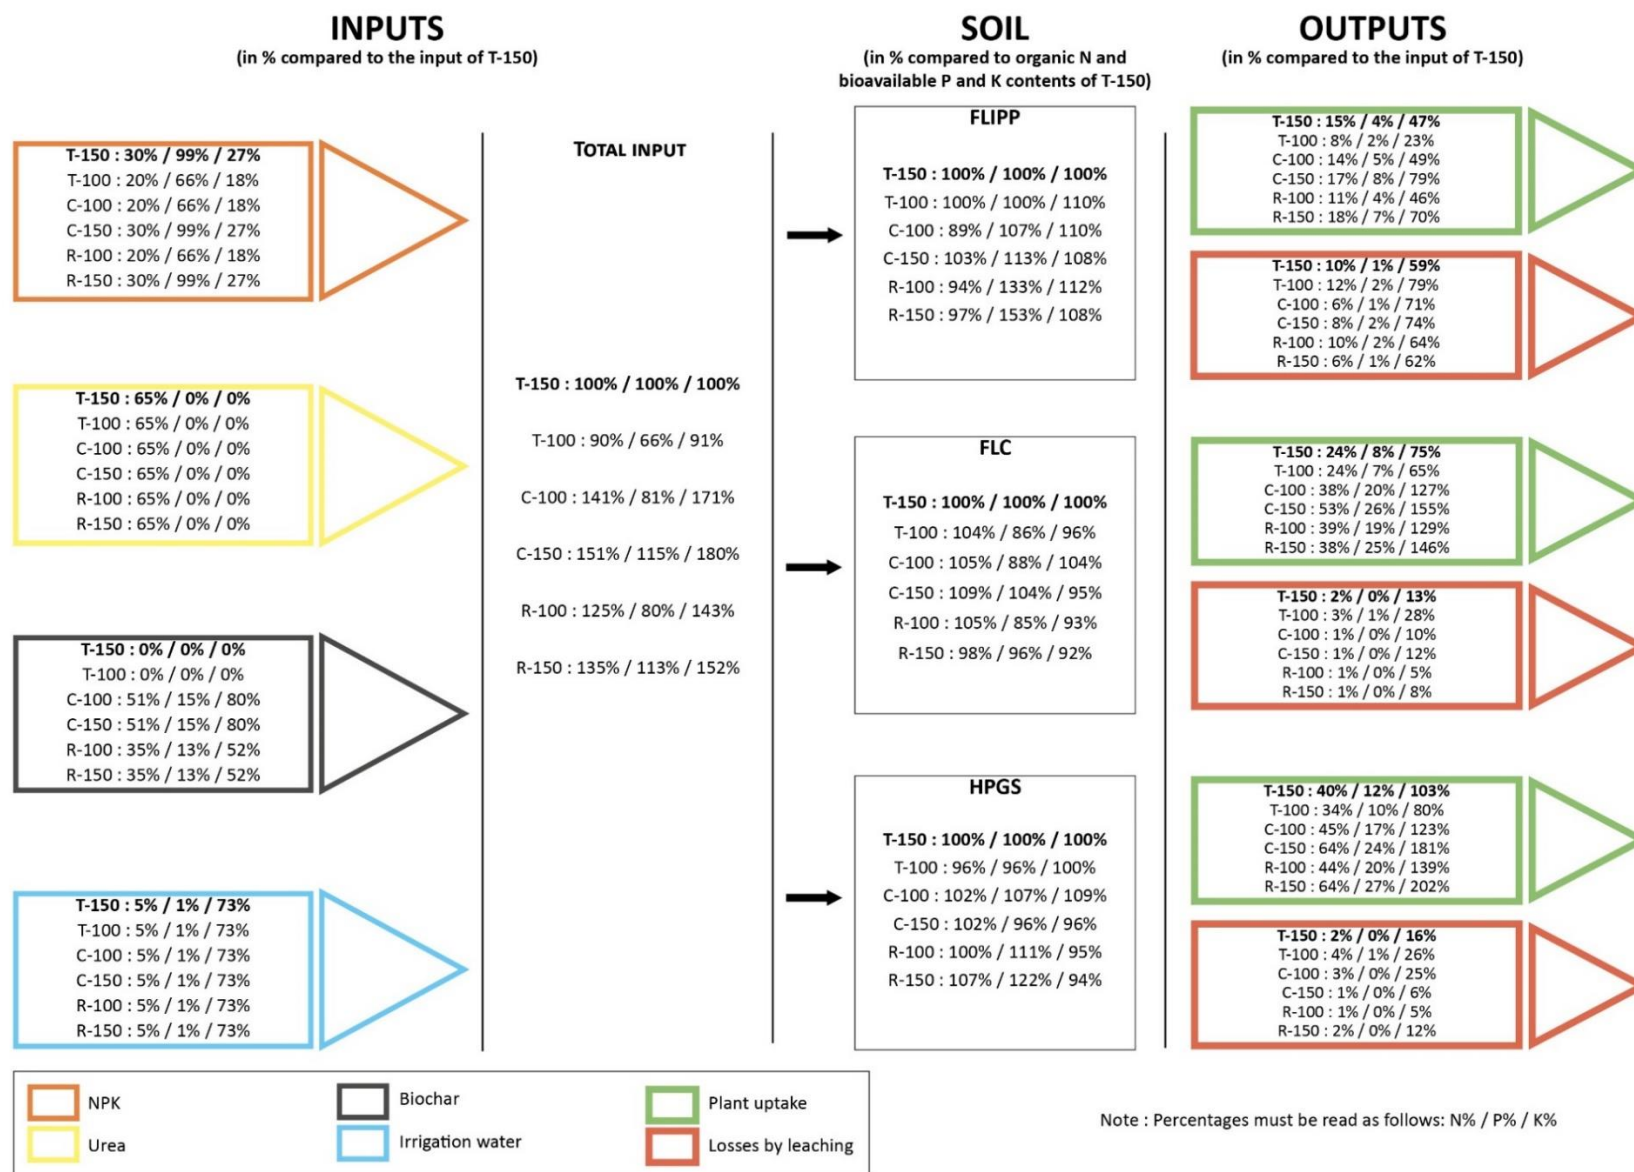 INPUTS
(in % compared to the input of T-150)
T-150 : 30% / 99% / 27%
T-100 : 20% / 66% / 18%
C-100 : 20% / 66% / 18%
C-150 : 30% / 99% / 27%
R-100 : 20% / 66% / 18%
R-150 : 30% / 99% / 27%
T-150 : 65% / 0% / 0%
T-100 : 65% / 0% / 0%
C-100 : 65% / 0% / 0%
C-150 : 65% / 0% / 0%
R-100 : 65% / 0% / 0%
R-150 : 65% / 0% / 0%
T-150 : 0% / 0% / 0%
T-100 : 0% / 0% / 0%
C-100 : 51% / 15% / 80%
C-150 : 51% / 15% / 80%
R-100 : 35% / 13% / 52%
R-150 : 35% / 13% / 52%
T-150 : 5% / 1% / 73%
T-100 : 5% / 1% / 73%
C-100 : 5% / 1% / 73%
C-150 : 5% / 1% / 73%
R-100 : 5% / 1% / 73%
R-150 : 5% / 1% / 73%
TOTAL INPUT
T-150 : 100% / 100% / 100%
T-100 : 90% / 66% / 91%
C-100 : 141% / 81% / 171%
C-150 : 151% / 115% / 180%
R-100 : 125% / 80% / 143%
R-150 : 135% / 113% / 152%
SOIL
(in % compared to organic N and
bioavailable P and K contents of T-150)
FLIPP
T-150 : 100% / 100% / 100%
T-100 : 100% / 100% / 110%
C-100 : 89% / 107% / 110%
C-150 : 103% / 113% / 108%
R-100 : 94% / 133% / 112%
R-150 : 97% / 153% / 108%
FLC
T-150 : 100% / 100% / 100%
T-100 : 104% / 86% / 96%
C-100 : 105% / 88% / 104%
C-150 : 109% / 104% / 95%
R-100 : 105% / 85% / 93%
R-150 : 98% / 96% / 92%
HPGS
T-150 : 100% / 100% / 100%
T-100 : 96% / 96% / 100%
C-100 : 102% / 107% / 109%
C-150 : 102% / 96% / 96%
R-100 : 100% / 111% / 95%
R-150 : 107% / 122% / 94%
OUTPUTS
(in % compared to the input of T-150)
T-150 : 15% / 4% / 47%
T-100 : 8% / 2% / 23%
C-100 : 14% / 5% / 49%
C-150 : 17% / 8% / 79%
R-100 : 11% / 4% / 46%
R-150 : 18% / 7% / 70%
T-150 : 10% / 1% / 59%
T-100 : 12% / 2% / 79%
C-100 : 6% / 1% / 71%
C-150 : 8% / 2% / 74%
R-100 : 10% / 2% / 64%
R-150 : 6% / 1% / 62%
T-150 : 24% / 8% / 75%
T-100 : 24% / 7% / 65%
C-100 : 38% / 20% / 127%
C-150 : 53% / 26% / 155%
R-100 : 39% / 19% / 129%
R-150 : 38% / 25% / 146%
T-150 : 2% / 0% / 13%
T-100 : 3% / 1% / 28%
C-100 : 1% / 0% / 10%
C-150 : 1% / 0% / 12%
R-100 : 1% / 0% / 5%
R-150 : 1% / 0% / 8%
T-150 : 40% / 12% / 103%
T-100 : 34% / 10% / 80%
C-100 : 45% / 17% / 123%
C-150 : 64% / 24% / 181%
R-100 : 44% / 20% / 139%
R-150 : 64% / 27% / 202%
T-150 : 2% / 0% / 16%
T-100 : 4% / 1% / 26%
C-100 : 3% / 0% / 25%
C-150 : 1% / 0% / 6%
R-100 : 1% / 0% / 5%
R-150 : 2% / 0% / 12%
NPK
Urea
Biochar
Irrigation water
Plant uptake
Losses by leaching
Note : Percentages must be read as follows: N% / P% / K%